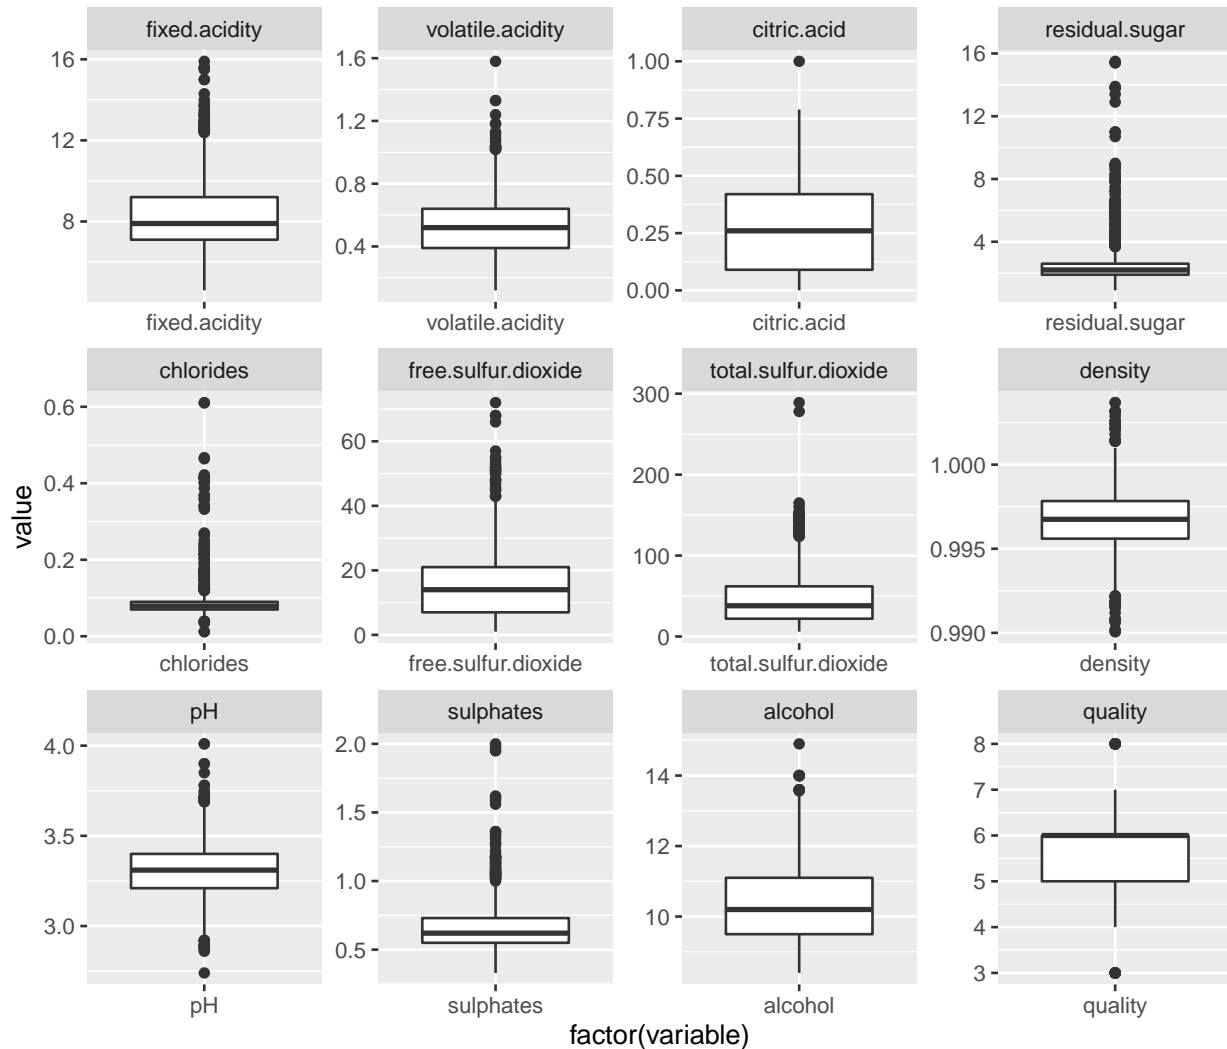 fixed.acidity
volatile.acidity
citric.acid
residual.sugar
16
12
8
fixed.acidity
1.6
1.2
0.8
0.4
volatile.acidity
1.00
0.75
0.50
0.25
0.00
citric.acid
16
12
8
4
residual.sugar
chlorides
free.sulfur.dioxide
total.sulfur.dioxide
density
0.6
0.4
0.2
0.0
chlorides
60
40
20
0
free.sulfur.dioxide
300
200
100
0
total.sulfur.dioxide
1.000
0.995
0.990
density
pH
sulphates
alcohol
quality
4.0
3.5
3.0
pH
2.0
1.5
1.0
0.5
sulphates
14
12
10
alcohol
8
7
6
5
4
3
quality
value
factor(variable)